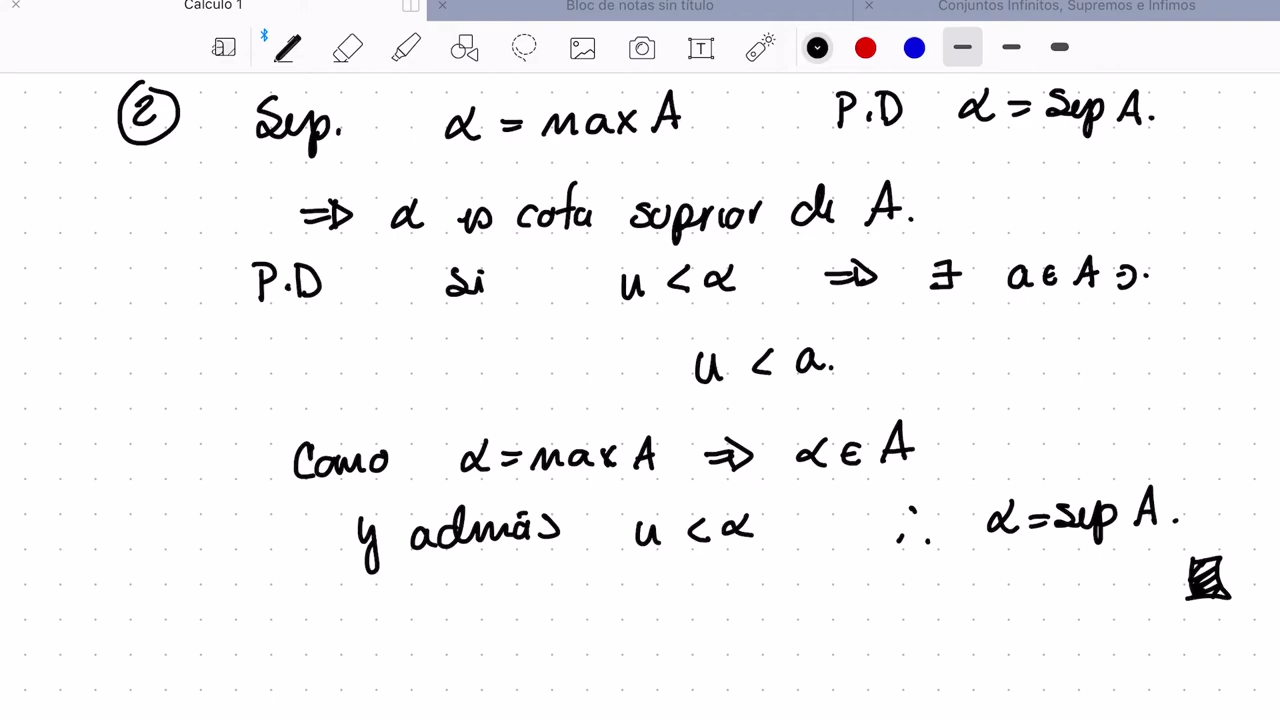 Calculo 1
Bloc de notas sin título
Conjuntos Infinitos, Supremos e Infimos
② Sup. α = max A P.D α = Sup A.
⇒ α es cota superior de A.
P.D si u < α ⇒ ∃ a ∈ A ∋.
u < a.
Como α = max A ⇒ α ∈ A
y además u < α ∴ α = sup A.